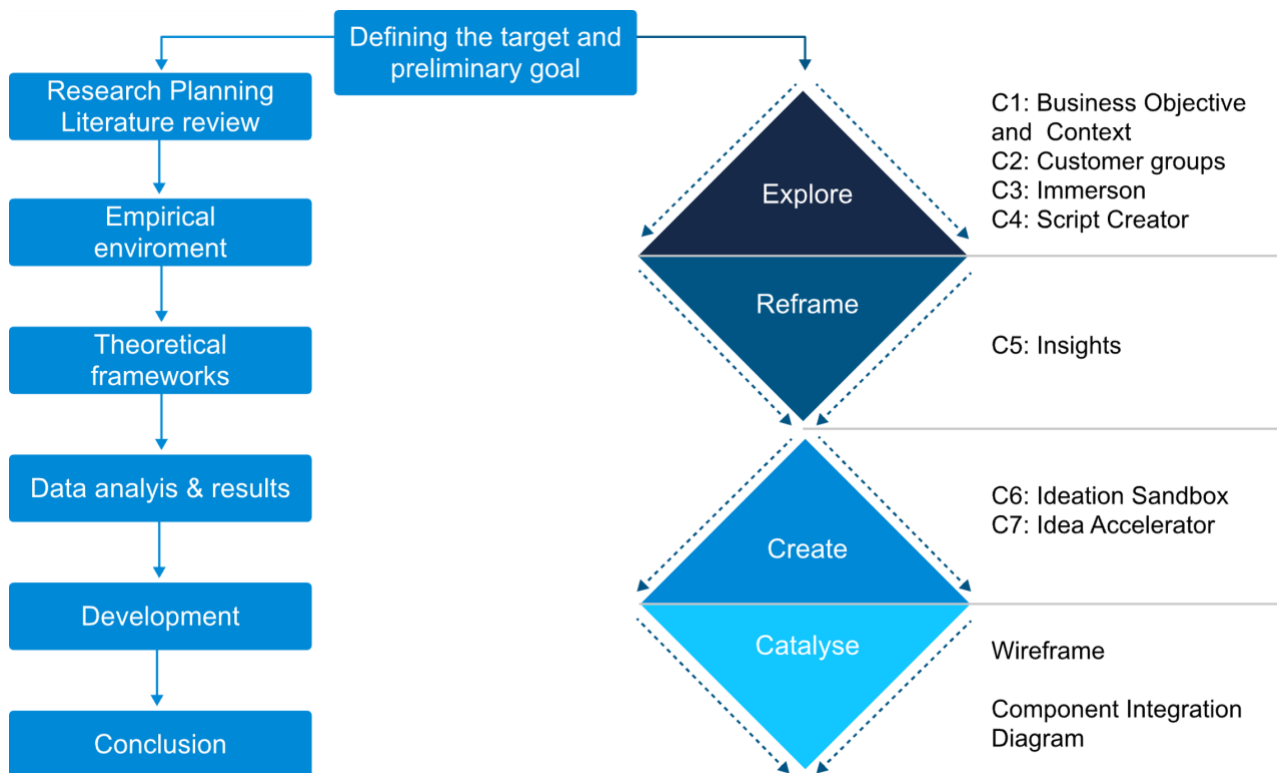 Defining the target and
preliminary goal
Research Planning
Literature review
Empirical
enviroment
Theoretical
frameworks
Data analyis & results
Development
Conclusion
Explore
Reframe
Create
Catalyse
C1: Business Objective
and Context
C2: Customer groups
C3: Immerson
C4: Script Creator
C5: Insights
C6: Ideation Sandbox
C7: Idea Accelerator
Wireframe
Component Integration
Diagram